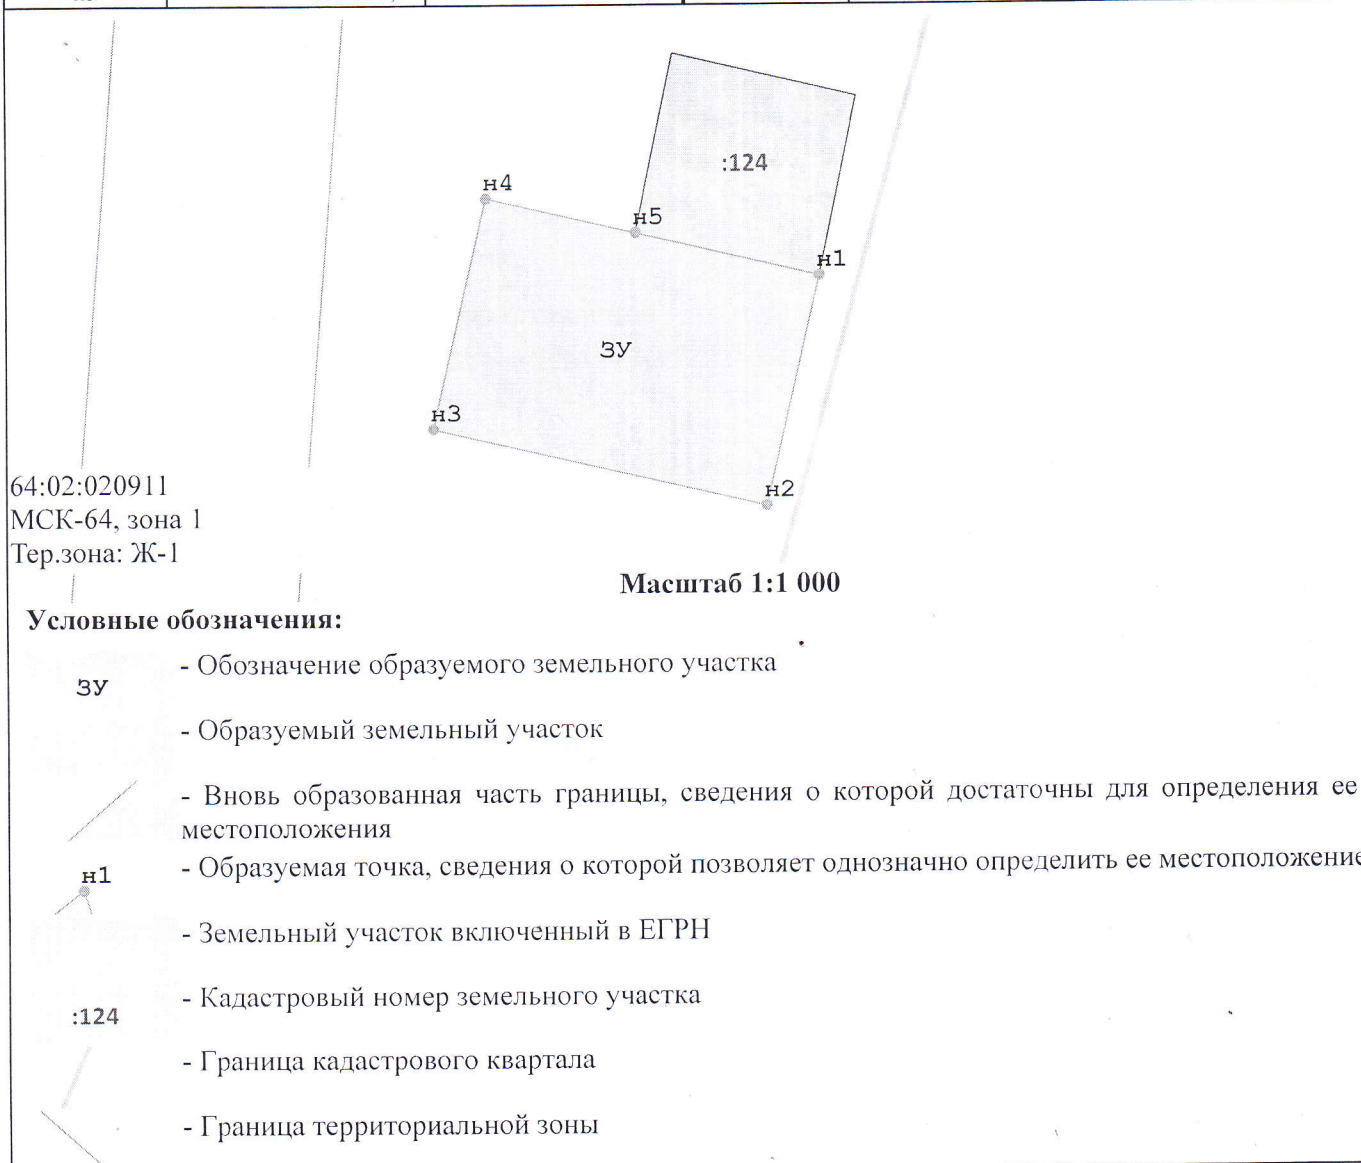 :124
н4
н5
н1
ЗУ
н3
н2
64:02:020911
МСК-64, зона 1
Тер.зона: Ж-1
Масштаб 1:1 000
Условные обозначения:
ЗУ - Обозначение образуемого земельного участка
- Образуемый земельный участок
- Вновь образованная часть границы, сведения о которой достаточны для определения ее
местоположения
н1 - Образуемая точка, сведения о которой позволяет однозначно определить ее местоположение
- Земельный участок включенный в ЕГРН
:124 - Кадастровый номер земельного участка
- Граница кадастрового квартала
- Граница территориальной зоны